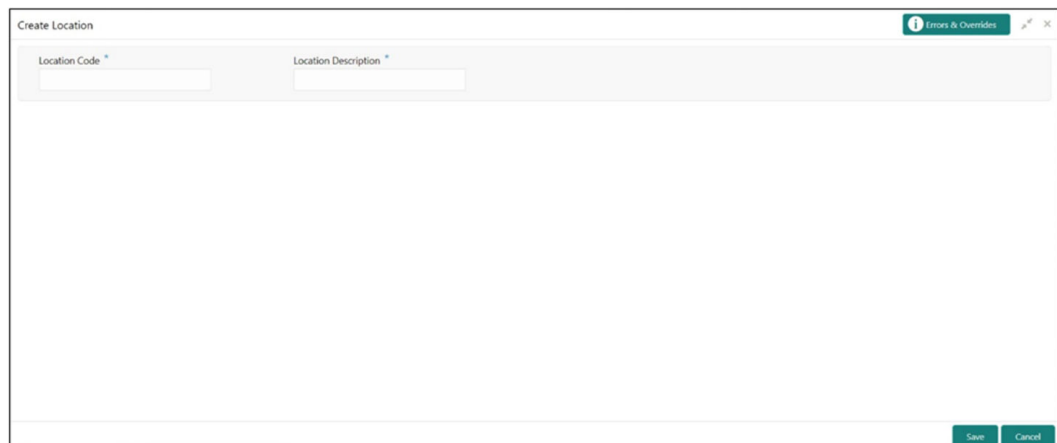 Create Location
Errors & Overrides
Location Code *
Location Description *
Save
Cancel